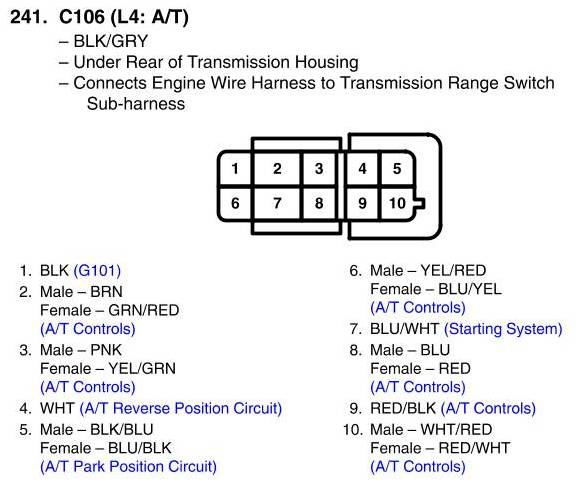 241. C106 (L4: A/T)
– BLK/GRY
– Under Rear of Transmission Housing
– Connects Engine Wire Harness to Transmission Range Switch
Sub-harness
1 2 3 4 5
6 7 8 9 10
1. BLK (G101)
2. Male – BRN
Female – GRN/RED
(A/T Controls)
3. Male – PNK
Female – YEL/GRN
(A/T Controls)
4. WHT (A/T Reverse Position Circuit)
5. Male – BLK/BLU
Female – BLU/BLK
(A/T Park Position Circuit)
6. Male – YEL/RED
Female – BLU/YEL
(A/T Controls)
7. BLU/WHT (Starting System)
8. Male – BLU
Female – RED
(A/T Controls)
9. RED/BLK (A/T Controls)
10. Male – WHT/RED
Female – RED/WHT
(A/T Controls)